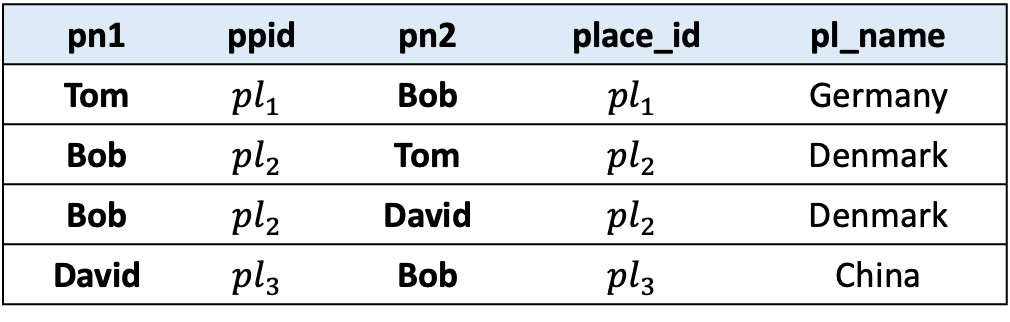 pn1 ppid pn2 place_id pl_name
Tom pl₁ Bob pl₁ Germany
Bob pl₂ Tom pl₂ Denmark
Bob pl₂ David pl₂ Denmark
David pl₃ Bob pl₃ China